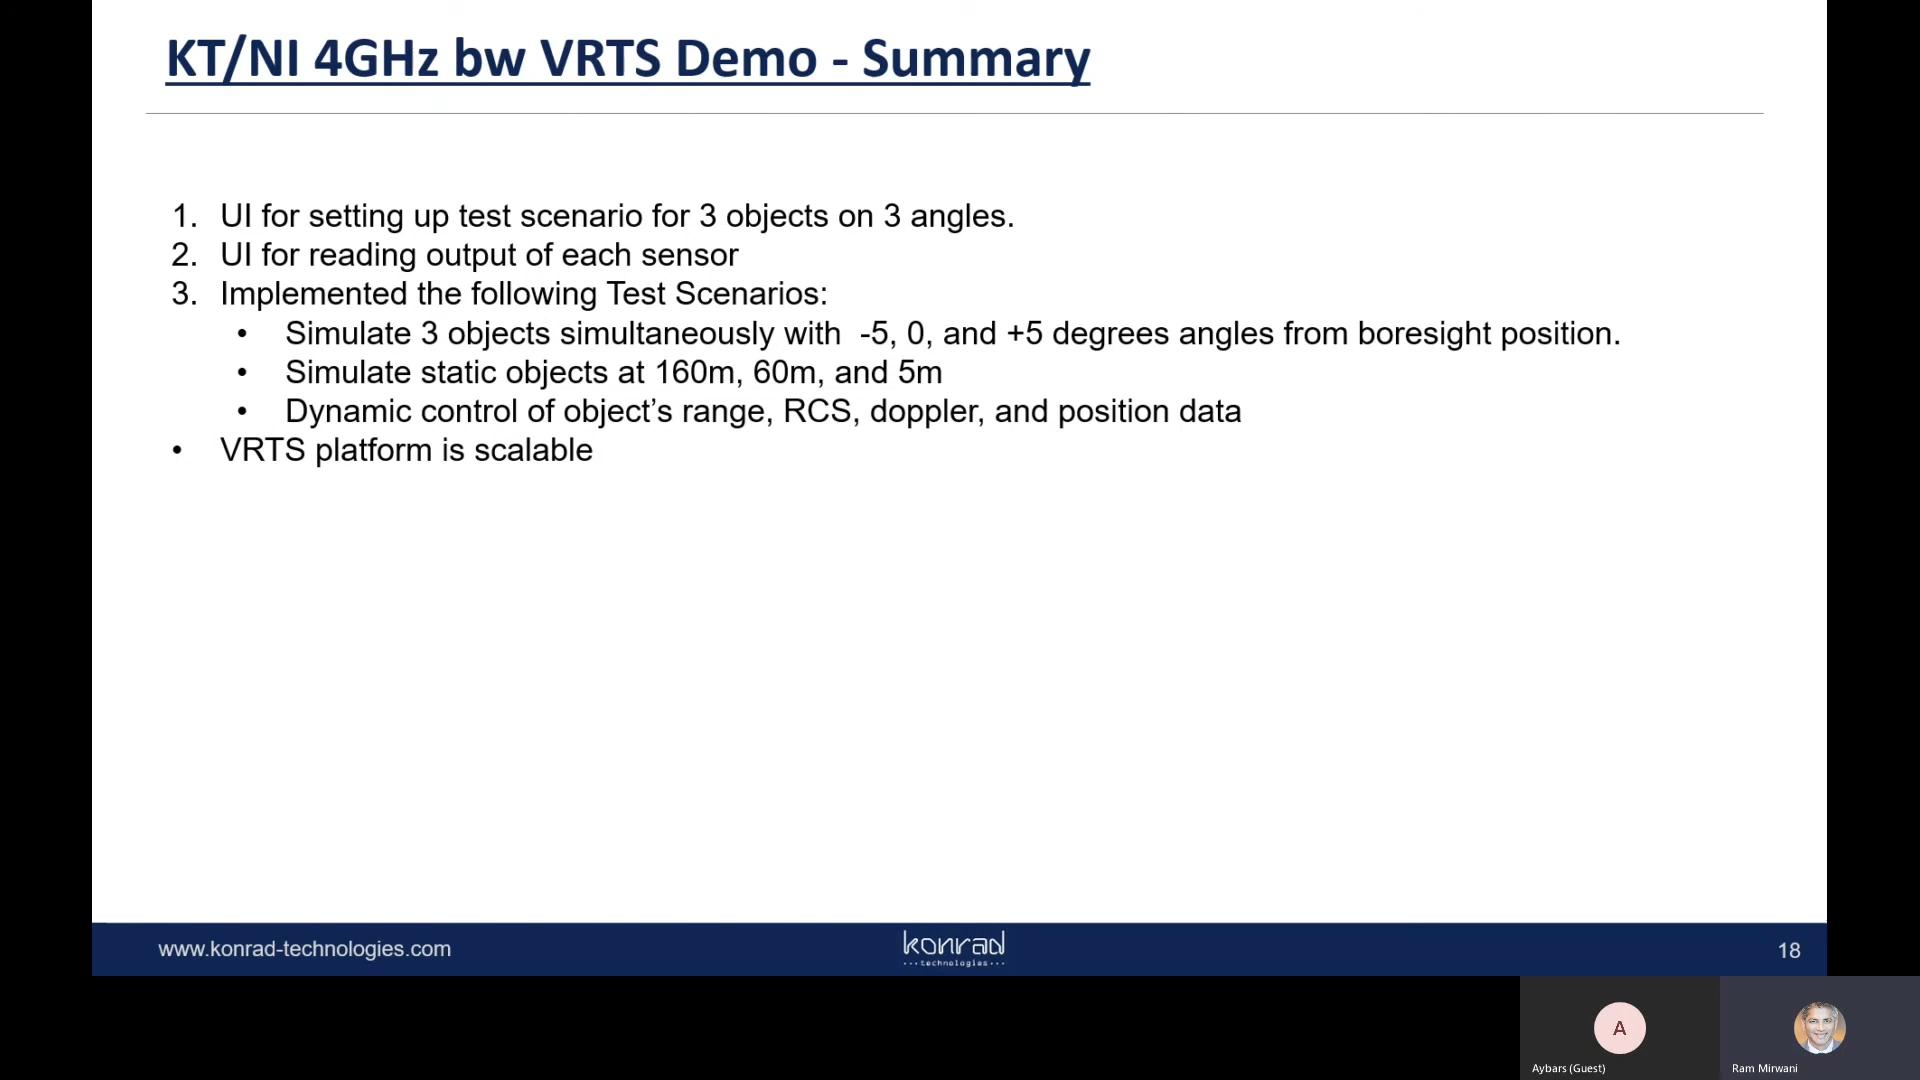 KT/NI 4GHz bw VRTS Demo - Summary
1. UI for setting up test scenario for 3 objects on 3 angles.
2. UI for reading output of each sensor
3. Implemented the following Test Scenarios:
• Simulate 3 objects simultaneously with  -5, 0, and +5 degrees angles from boresight position.
• Simulate static objects at 160m, 60m, and 5m
• Dynamic control of object’s range, RCS, doppler, and position data
• VRTS platform is scalable
www.konrad-technologies.com
konrad
···technologies···
18
A
Aybars (Guest)
Ram Mirwani